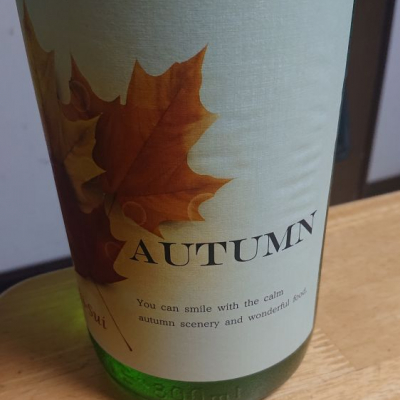 AUTUMN
You can smile with the calm
autumn scenery and wonderful food.